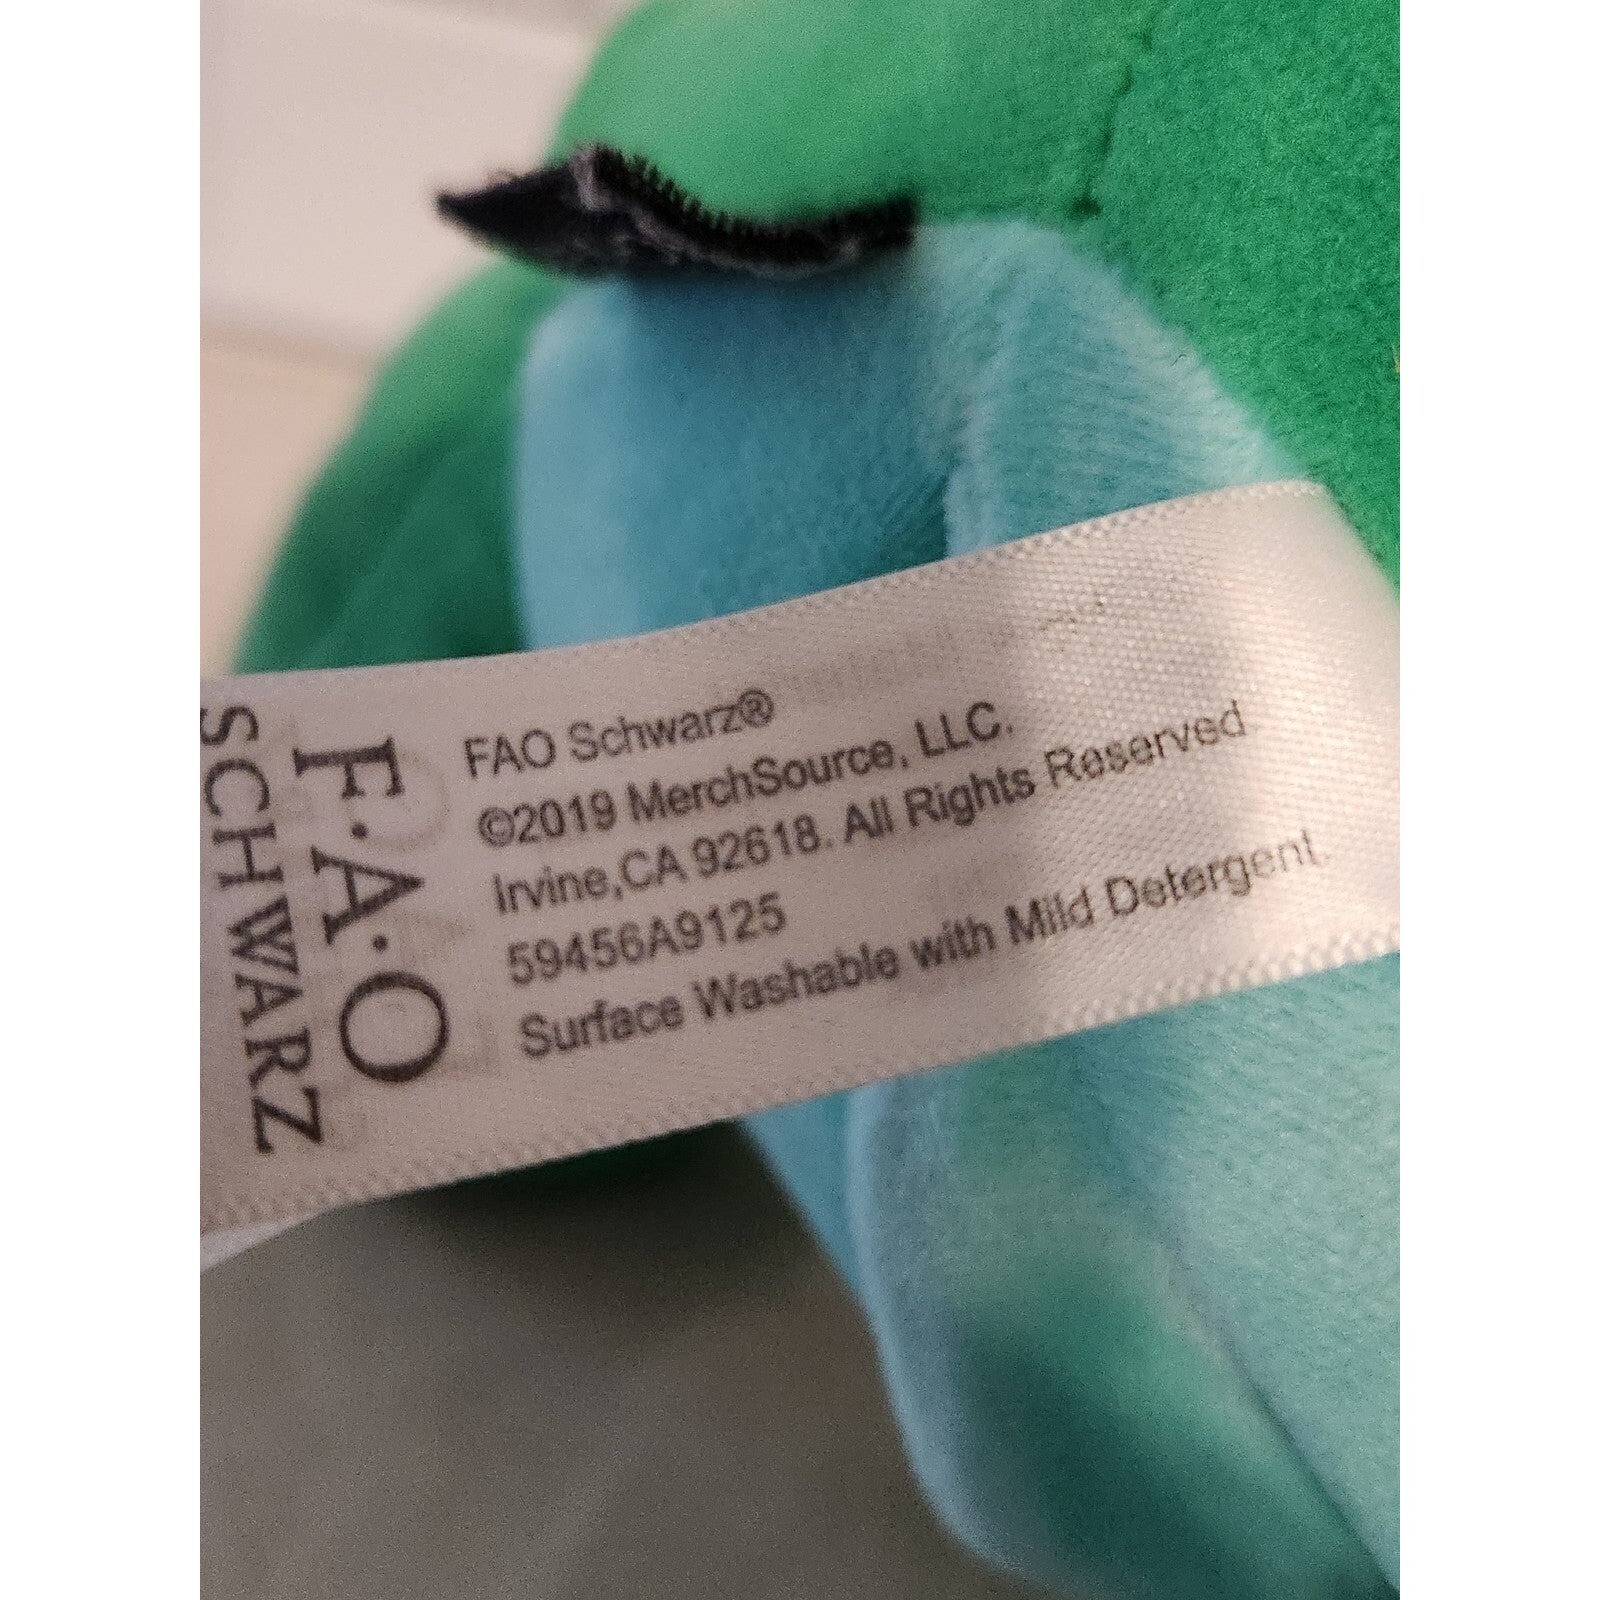 F·A·O
SCHWARZ
FAO Schwarz®
©2019 MerchSource, LLC.
Irvine,CA 92618. All Rights Reserved
59456A9125
Surface Washable with Mild Detergent.